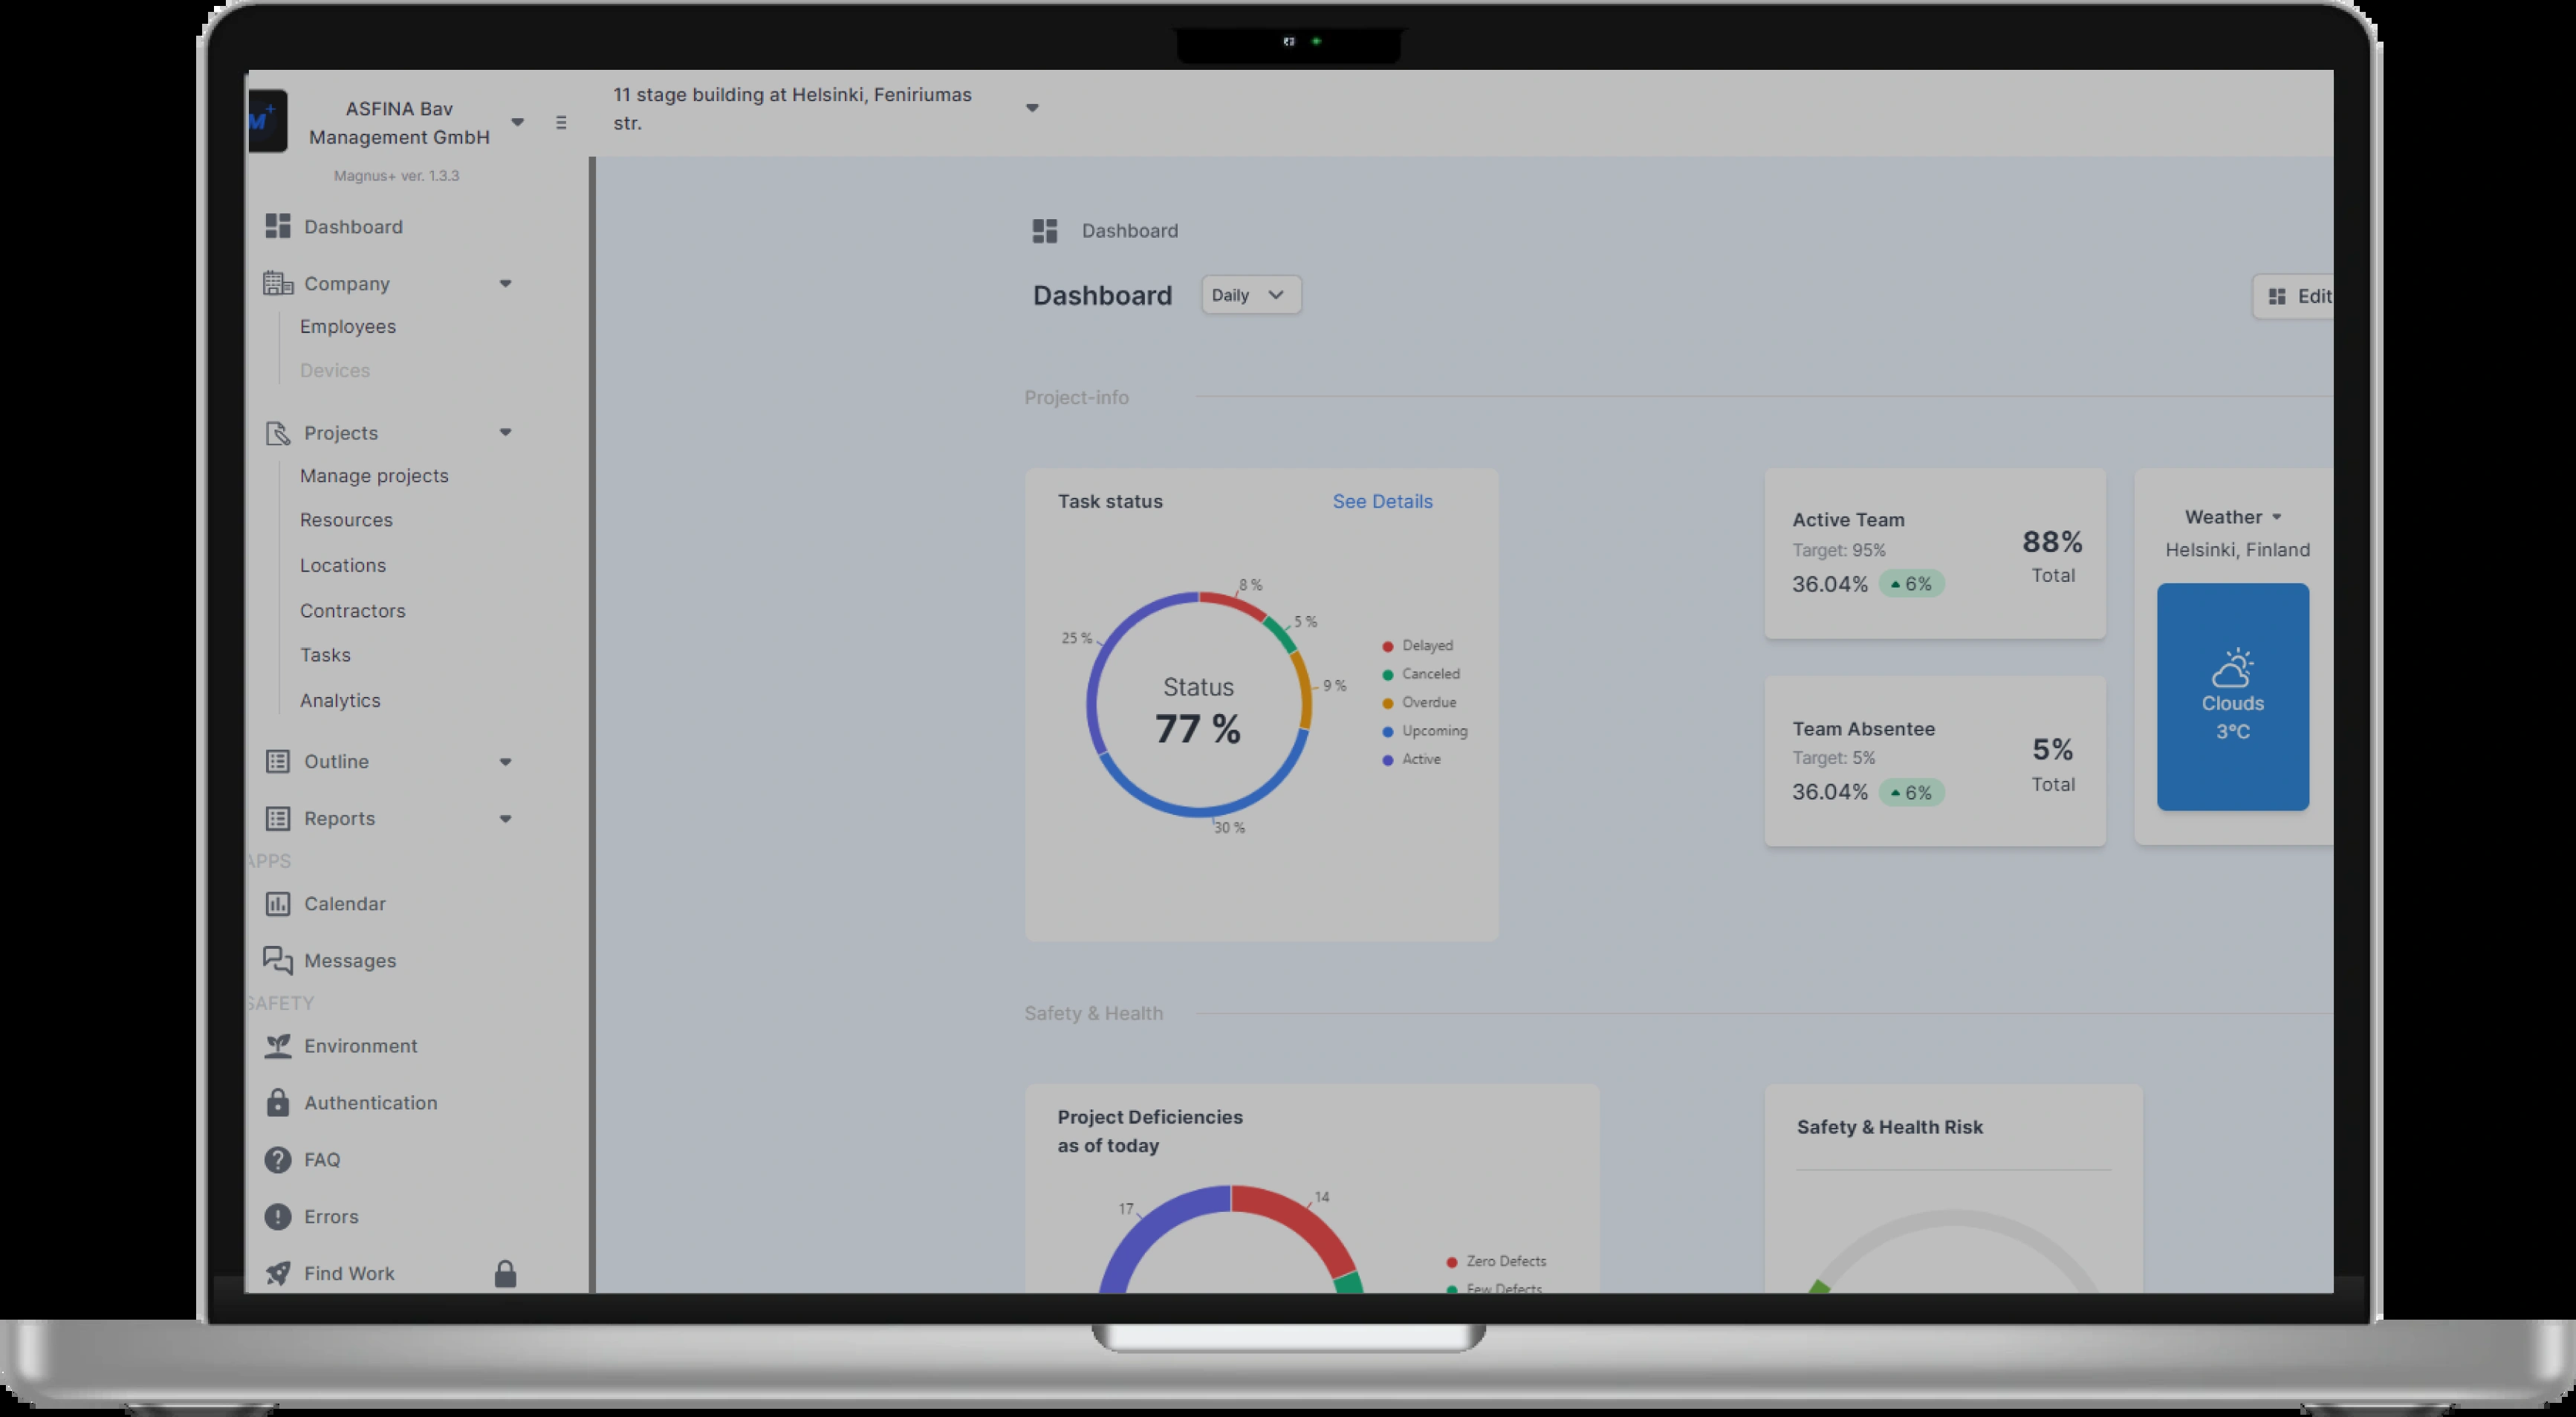 M+
ASFINA Bav
Management GmbH
Magnus+ ver. 1.3.3
11 stage building at Helsinki, Feniriumas
str.
Dashboard
Company
Employees
Devices
Projects
Manage projects
Resources
Locations
Contractors
Tasks
Analytics
Outline
Reports
APPS
Calendar
Messages
SAFETY
Environment
Authentication
FAQ
Errors
Find Work
Dashboard
Dashboard
Daily
Edit
Project-info
Task status
See Details
8 %
5 %
9 %
30 %
25 %
Status
77 %
Delayed
Canceled
Overdue
Upcoming
Active
Active Team
Target: 95%
36.04% 6%
88%
Total
Team Absentee
Target: 5%
36.04% 6%
5%
Total
Weather
Helsinki, Finland
Clouds
3°C
Safety & Health
Project Deficiencies
as of today
17
14
Zero Defects
Few Defects
Safety & Health Risk